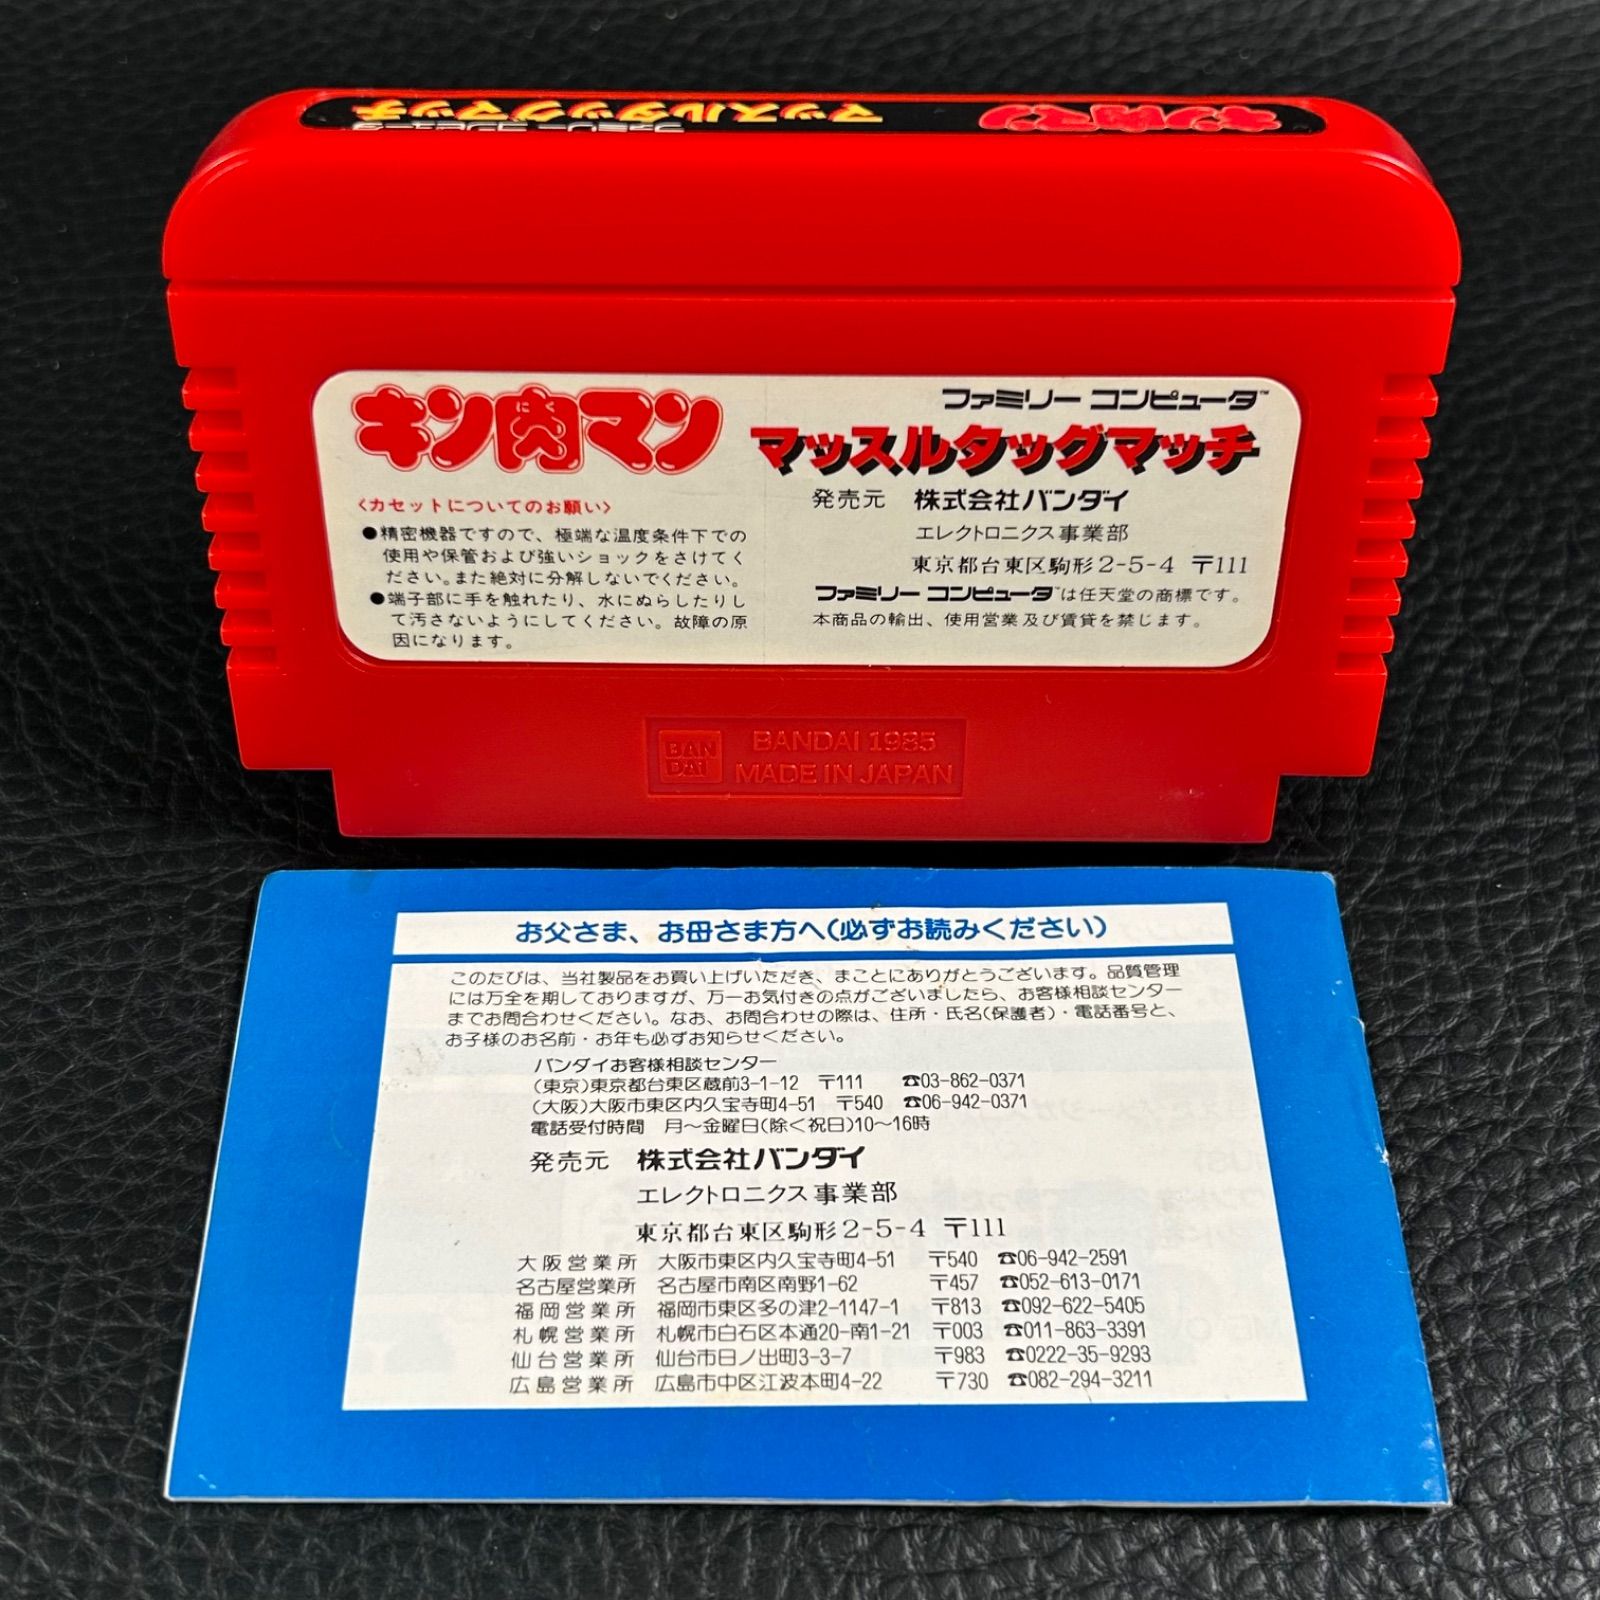 キン肉マン
ファミリー コンピュータ
マッスルタッグマッチ
キン肉マン
<カセットについてのお願い>
●精密機器ですので、極端な温度条件下での
使用や保管および強いショックをさけてく
ださい。また絶対に分解しないでください。
●端子部に手を触れたり、水にぬらしたりし
て汚さないようにしてください。故障の原
因になります。
ファミリー コンピュータ™
マッスルタッグマッチ
発売元 株式会社バンダイ
エレクトロニクス事業部
東京都台東区駒形2-5-4 〒111
ファミリー コンピュータ™は任天堂の商標です。
本商品の輸出、使用営業及び賃貸を禁じます。
BAN
DAI
BANDAI 1985
MADE IN JAPAN
お父さま、お母さま方へ(必ずお読みください)
このたびは、当社製品をお買い上げいただき、まことにありがとうございます。品質管理
には万全を期しておりますが、万一お気付きの点がございましたら、お客様相談センター
までお問合わせください。なお、お問合わせの際は、住所・氏名(保護者)・電話番号と、
お子様のお名前・お年も必ずお知らせください。
バンダイお客様相談センター
(東京)東京都台東区蔵前3-1-12 〒111 ☎03-862-0371
(大阪)大阪市東区内久宝寺町4-51 〒540 ☎06-942-0371
電話受付時間 月〜金曜日(除く祝日)10〜16時
発売元 株式会社バンダイ
エレクトロニクス事業部
東京都台東区駒形2-5-4 〒111
大阪営業所 大阪市東区内久宝寺町4-51 〒540 ☎06-942-2591
名古屋営業所 名古屋市南区南野1-62 〒457 ☎052-613-0171
福岡営業所 福岡市東区多の津2-1147-1 〒813 ☎092-622-5405
札幌営業所 札幌市白石区本通20-南1-21 〒003 ☎011-863-3391
仙台営業所 仙台市日ノ出町3-3-7 〒983 ☎0222-35-9293
広島営業所 広島市中区江波本町4-22 〒730 ☎082-294-3211